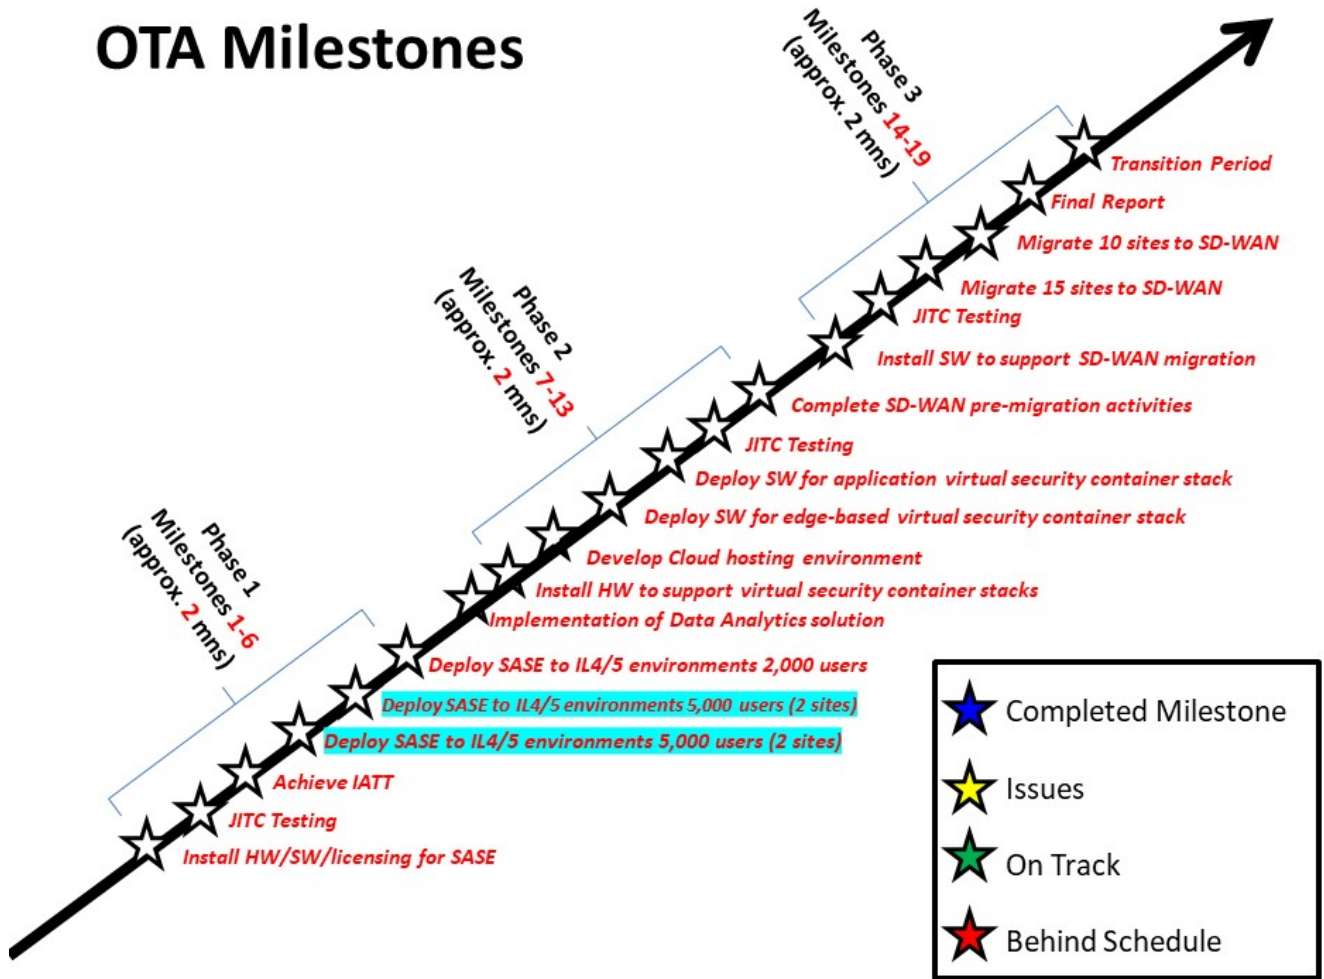 OTA Milestones
Phase 3
Milestones 14-19
(approx. 2 mns)
Transition Period
Final Report
Migrate 10 sites to SD-WAN
Migrate 15 sites to SD-WAN
JITC Testing
Install SW to support SD-WAN migration
Phase 2
Milestones 7-13
(approx. 2 mns)
Complete SD-WAN pre-migration activities
JITC Testing
Deploy SW for application virtual security container stack
Deploy SW for edge-based virtual security container stack
Develop Cloud hosting environment
Install HW to support virtual security container stacks
Implementation of Data Analytics solution
Phase 1
Milestones 1-6
(approx. 2 mns)
Deploy SASE to IL4/5 environments 2,000 users
Deploy SASE to IL4/5 environments 5,000 users (2 sites)
Deploy SASE to IL4/5 environments 5,000 users (2 sites)
Achieve IATT
JITC Testing
Install HW/SW/licensing for SASE
Completed Milestone
Issues
On Track
Behind Schedule